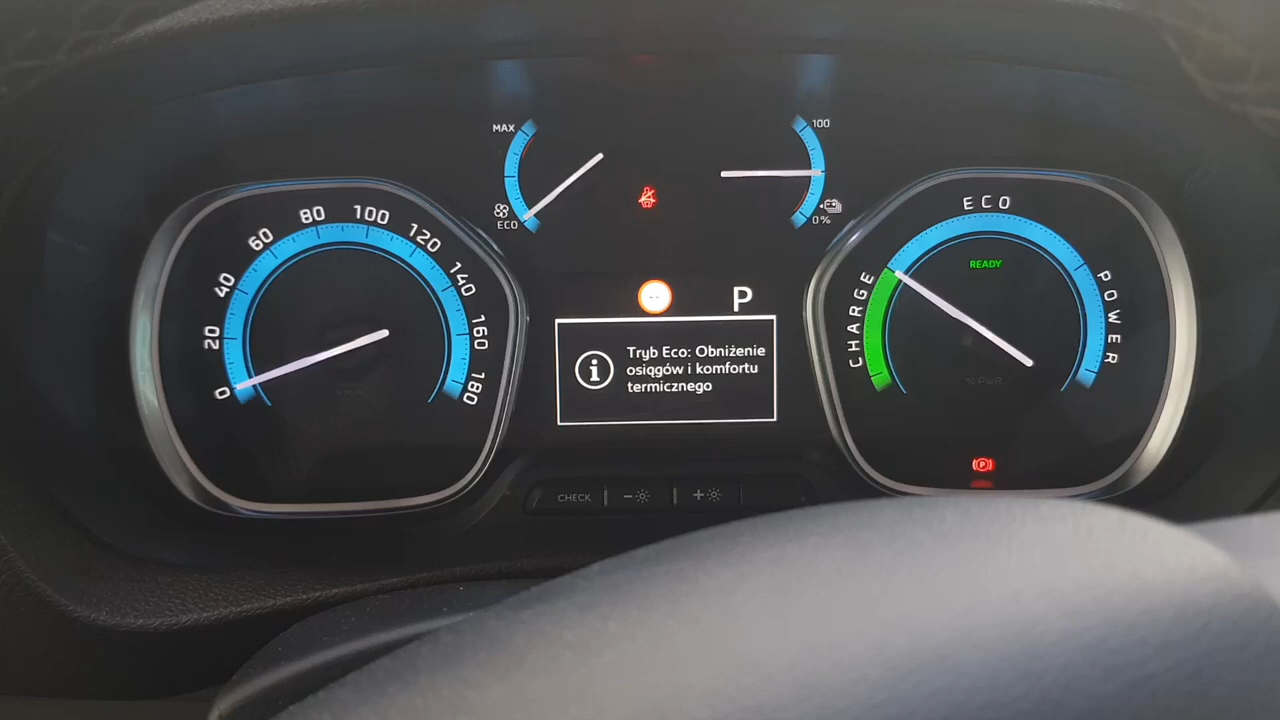 MAX
100
ECO
0%
0
20
40
60
80
100
120
140
160
180
P
Tryb Eco: Obniżenie
osiągów i komfortu
termicznego
ECO
CHARGE
POWER
READY
% PWR
P
CHECK